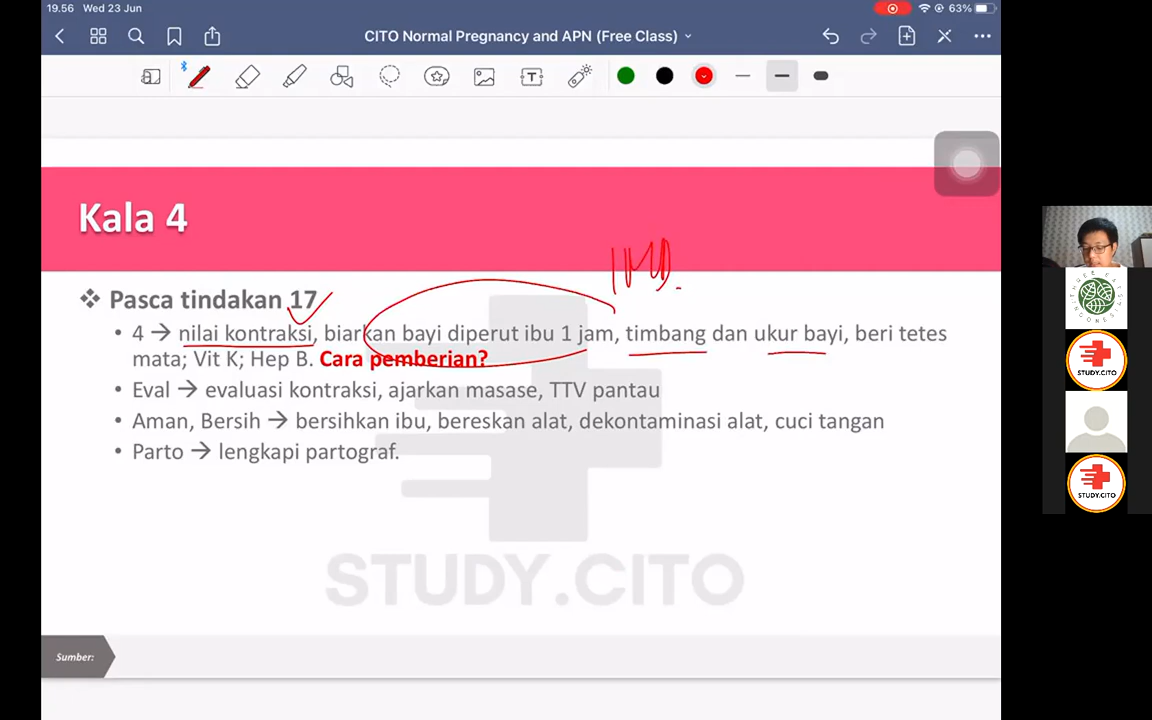 19.56 Wed 23 Jun
63%
CITO Normal Pregnancy and APN (Free Class)
T
Kala 4
IMD.
Pasca tindakan 17
4 → nilai kontraksi, biarkan bayi diperut ibu 1 jam, timbang dan ukur bayi, beri tetes
mata; Vit K; Hep B. Cara pemberian?
Eval → evaluasi kontraksi, ajarkan masase, TTV pantau
Aman, Bersih → bersihkan ibu, bereskan alat, dekontaminasi alat, cuci tangan
Parto → lengkapi partograf.
STUDY.CITO
Sumber:
STUDY.CITO
STUDY.CITO